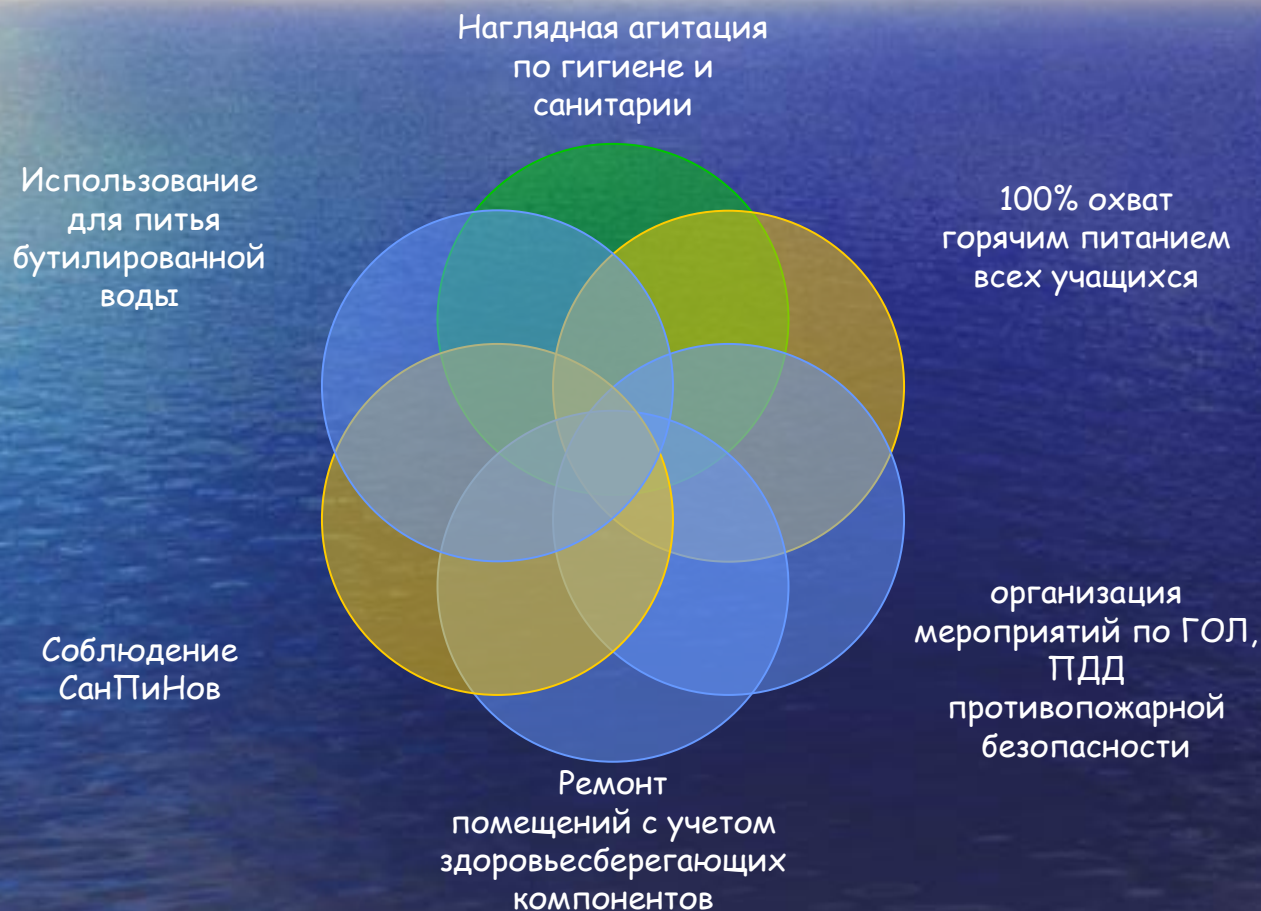 Наглядная агитация
по гигиене и
санитарии
Использование
для питья
бутилированной
воды
100% охват
горячим питанием
всех учащихся
Соблюдение
СанПиНов
организация
мероприятий по ГОЛ,
ПДД
противопожарной
безопасности
Ремонт
помещений с учетом
здоровьесберегающих
компонентов